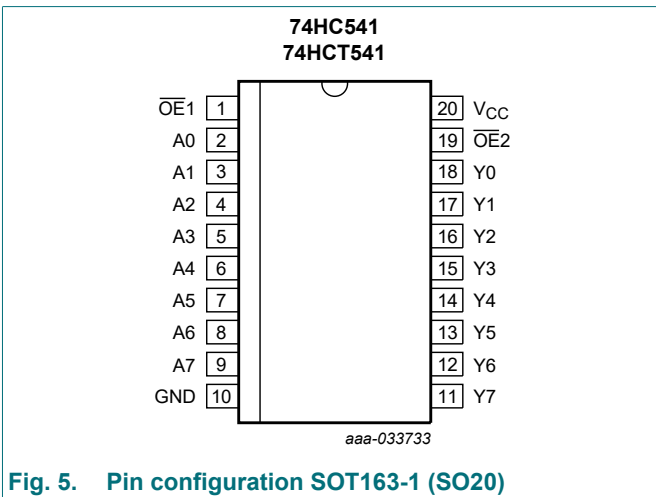 74HC541
74HCT541
O̅E̅1 1 20 VCC
A0 2 19 O̅E̅2
A1 3 18 Y0
A2 4 17 Y1
A3 5 16 Y2
A4 6 15 Y3
A5 7 14 Y4
A6 8 13 Y5
A7 9 12 Y6
GND 10 11 Y7
aaa-033733
Fig. 5. Pin configuration SOT163-1 (SO20)